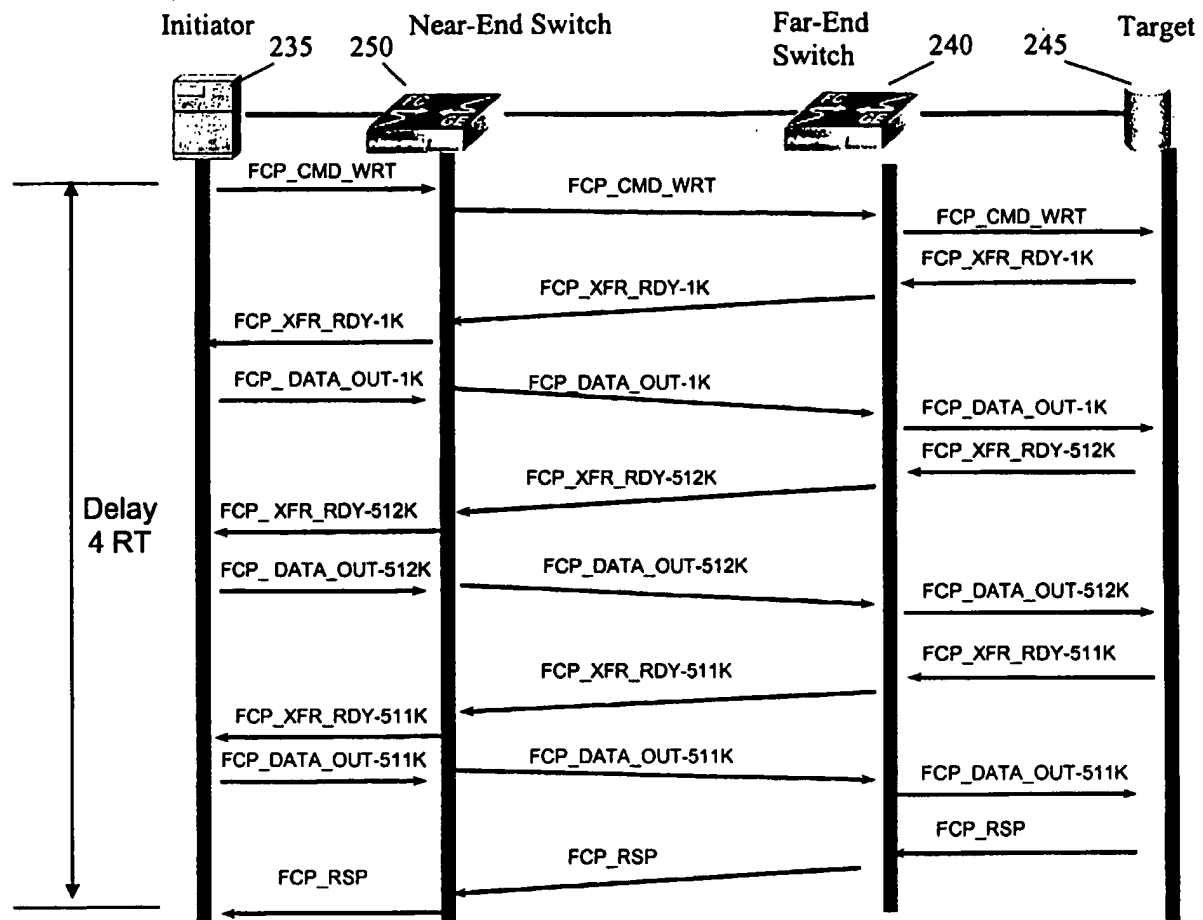 Initiator
Near-End Switch
Far-End
Switch
Target
235
250
240
245
FC
GE
FC
GE
FCP_CMD_WRT
FCP_CMD_WRT
FCP_CMD_WRT
FCP_XFR_RDY-1K
FCP_XFR_RDY-1K
FCP_XFR_RDY-1K
FCP_ DATA_OUT-1K
FCP_DATA_OUT-1K
FCP_DATA_OUT-1K
FCP_XFR_RDY-512K
FCP_XFR_RDY-512K
FCP_ XFR_RDY-512K
Delay
4 RT
FCP_ DATA_OUT-512K
FCP_DATA_OUT-512K
FCP_DATA_OUT-512K
FCP_XFR_RDY-511K
FCP_XFR_RDY-511K
FCP_XFR_RDY-511K
FCP_DATA_OUT-511K
FCP_DATA_OUT-511K
FCP_DATA_OUT-511K
FCP_RSP
FCP_RSP
FCP_RSP